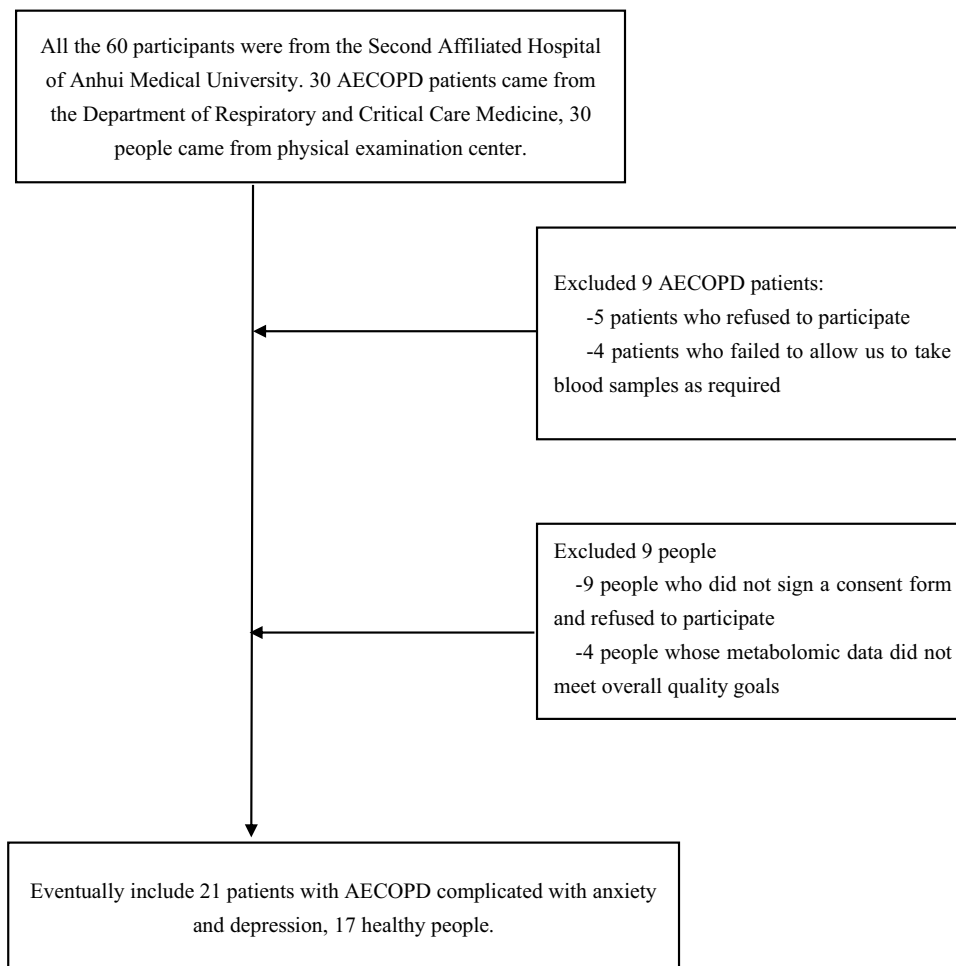 All the 60 participants were from the Second Affiliated Hospital
of Anhui Medical University. 30 AECOPD patients came from
the Department of Respiratory and Critical Care Medicine, 30
people came from physical examination center.
Excluded 9 AECOPD patients:
-5 patients who refused to participate
-4 patients who failed to allow us to take
blood samples as required
Excluded 9 people
-9 people who did not sign a consent form
and refused to participate
-4 people whose metabolomic data did not
meet overall quality goals
Eventually include 21 patients with AECOPD complicated with anxiety
and depression, 17 healthy people.